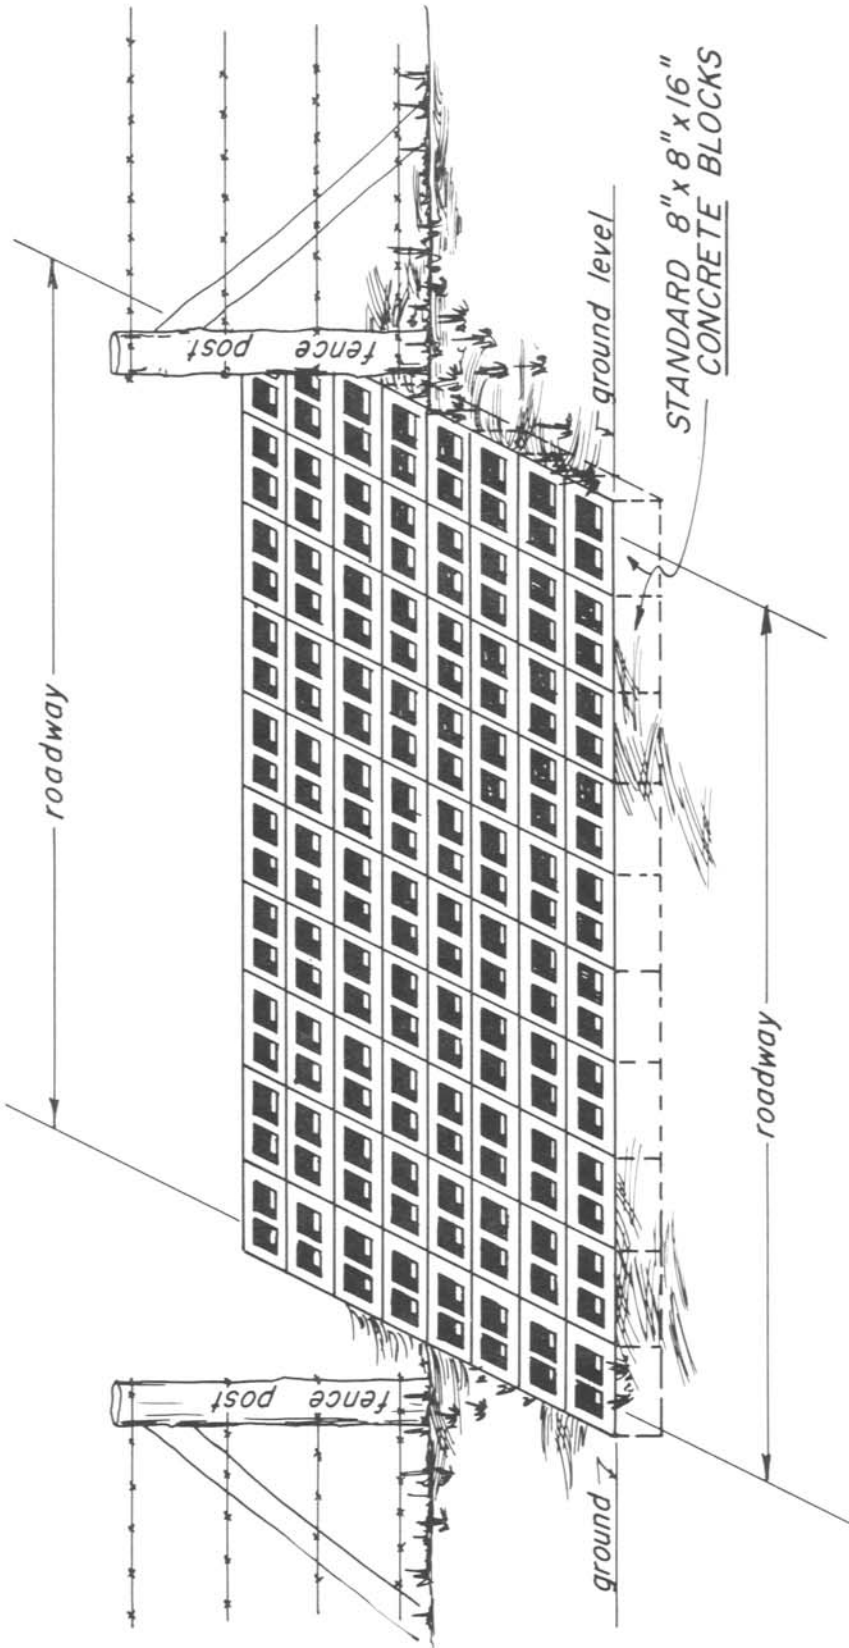 roadway
fence post
fence post
ground level
ground
STANDARD 8" x 8" x 16"
CONCRETE BLOCKS
roadway